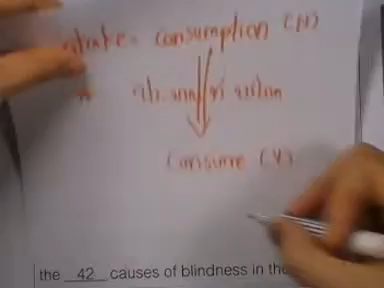 intake = consumption (N)
consume (V)
the 42 causes of blindness in the